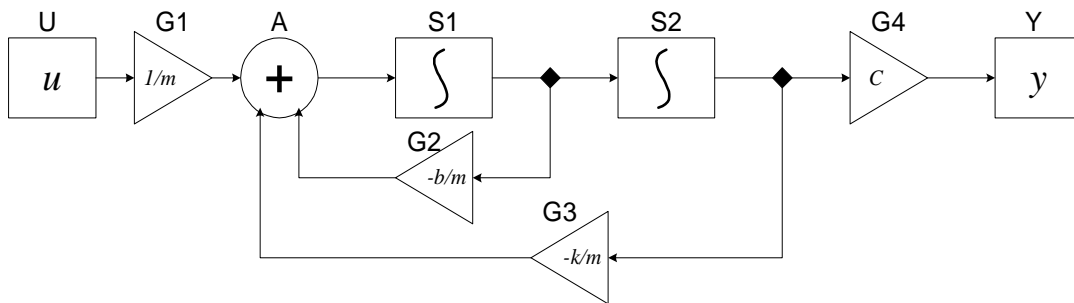 U
G1
A
S1
S2
G4
Y
u
1/m
+
∫
∫
C
y
G2
-b/m
G3
-k/m